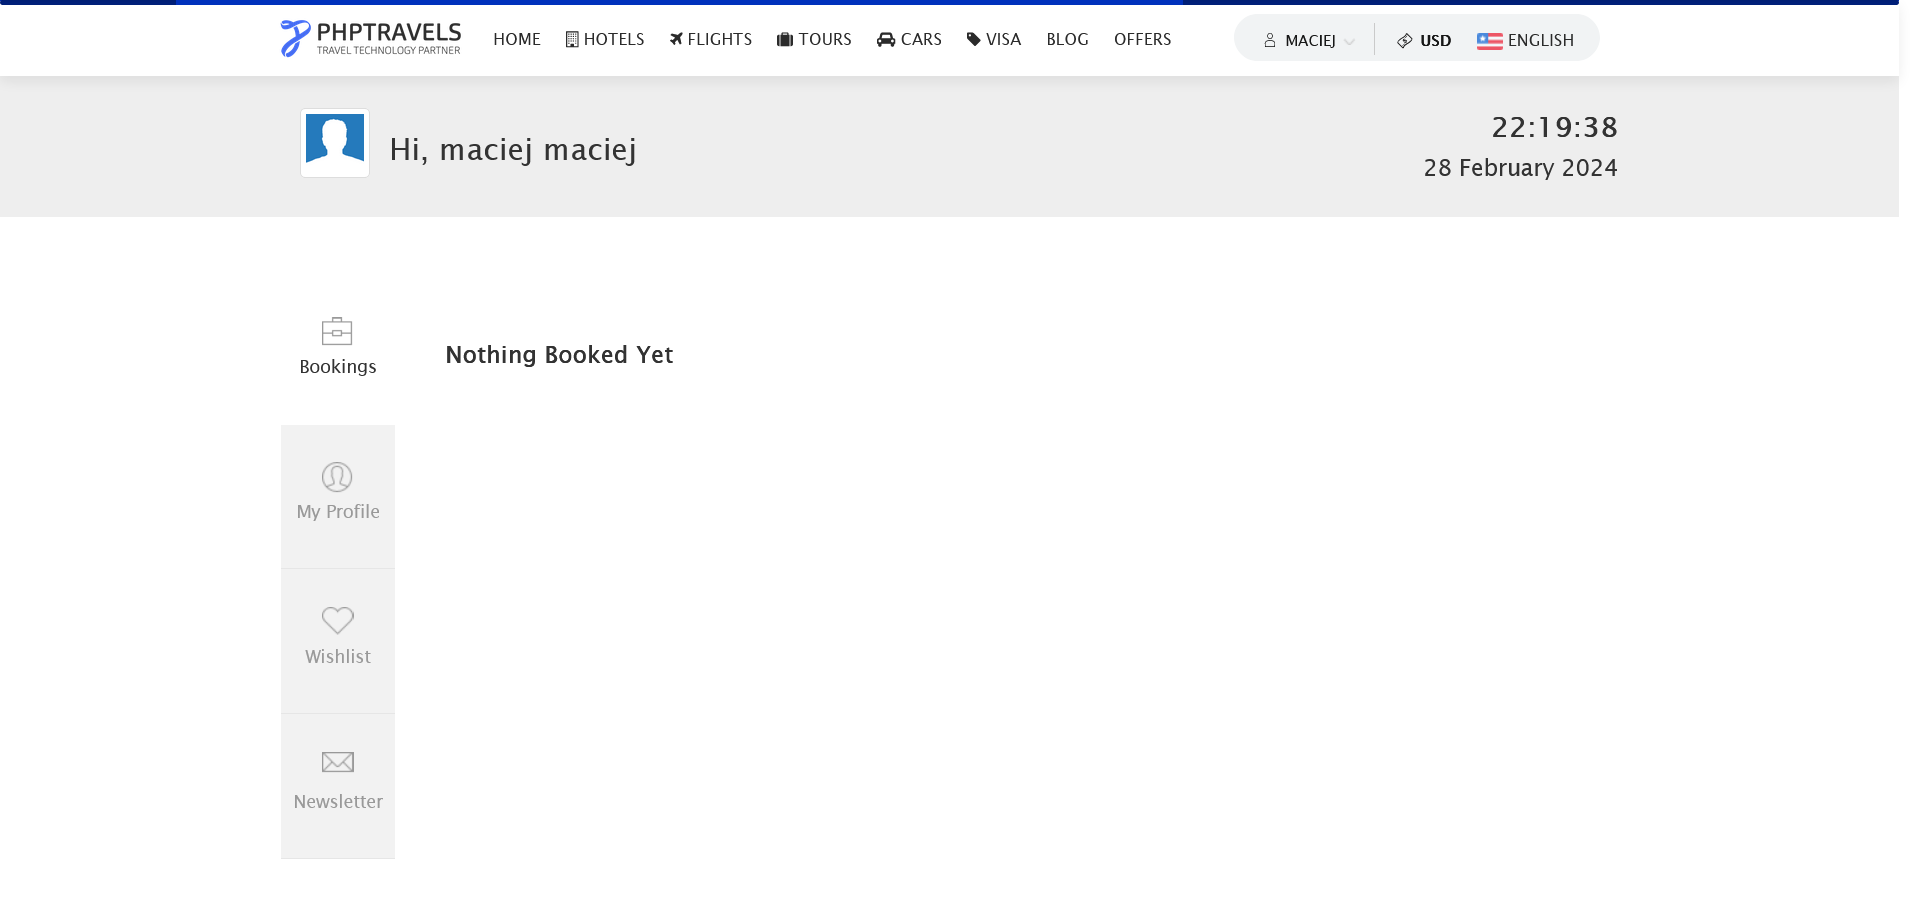 PHPTRAVELS
TRAVEL TECHNOLOGY PARTNER
HOME HOTELS FLIGHTS TOURS CARS VISA BLOG OFFERS
MACIEJ USD ENGLISH
Hi, maciej maciej
22:19:38
28 February 2024
Bookings
Nothing Booked Yet
My Profile
Wishlist
Newsletter